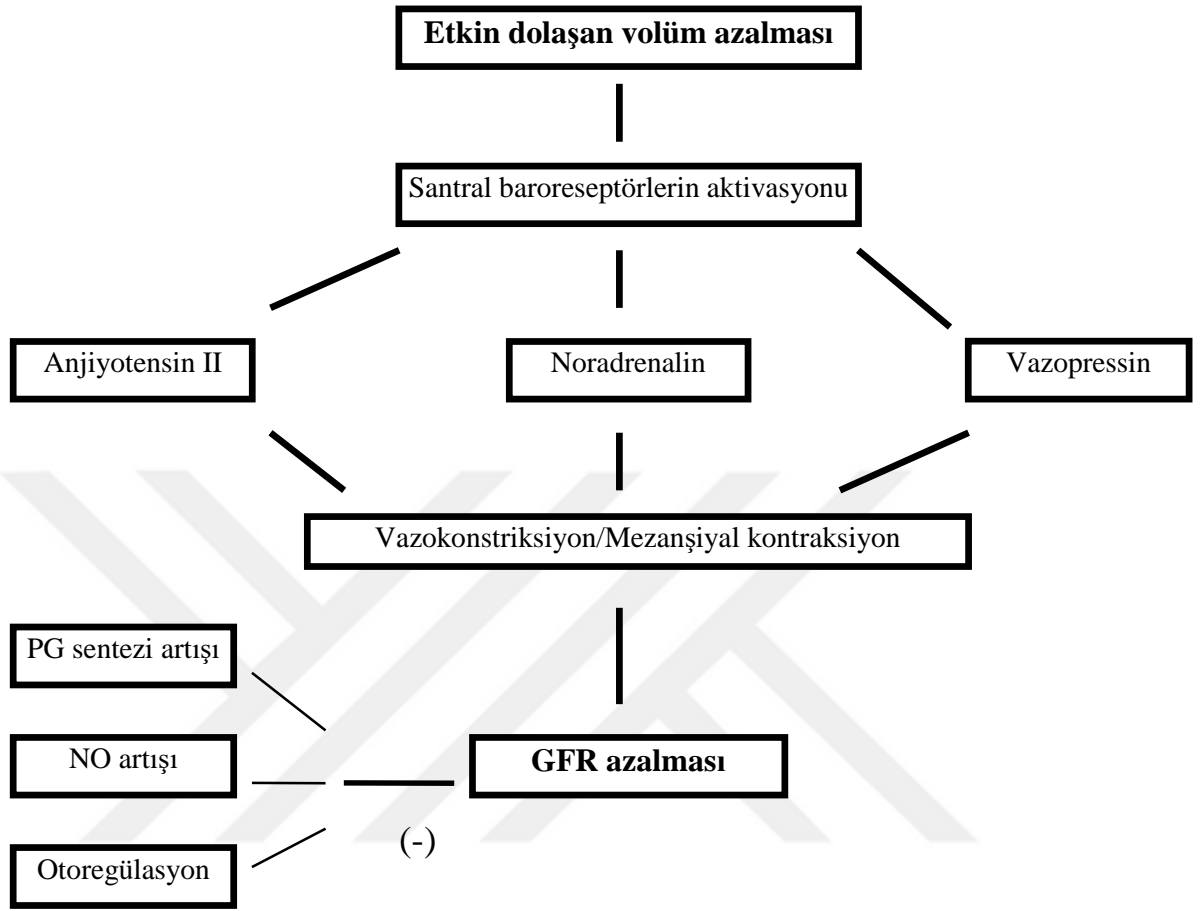 Etkin dolaşan volüm azalması
Santral baroreseptörlerin aktivasyonu
Anjiyotensin II
Noradrenalin
Vazopressin
Vazokonstriksiyon/Mezanşiyal kontraksiyon
PG sentezi artışı
NO artışı
GFR azalması
(-)
Otoregülasyon